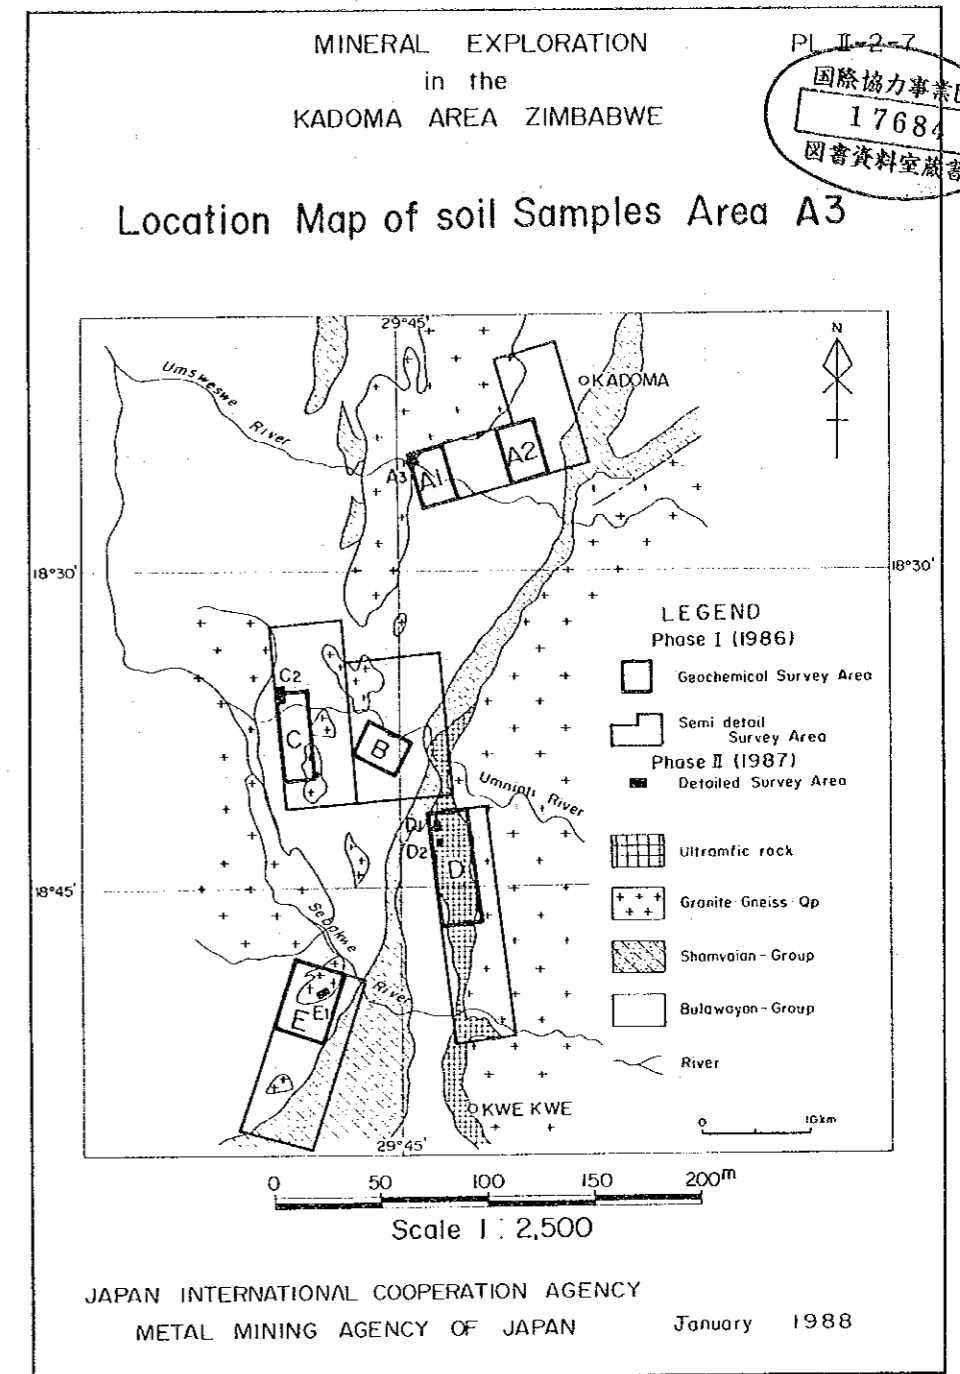 MINERAL EXPLORATION
in the
KADOMA AREA ZIMBABWE
PL II-2-7
国際協力事業
17684
図書資料室蔵書
Location Map of soil Samples Area A3
29°45'
N
Umsweswe River
KADOMA
A3
A1
A2
18°30'
18°30'
LEGEND
Phase I (1986)
Geochemical Survey Area
Semi detail
Survey Area
Phase II (1987)
Detailed Survey Area
Ultramfic rock
Granite Gneiss Qp
Shamvaian-Group
Bulawayan-Group
River
C2
C
B
Umniati River
D1
D2
D
18°45'
Sebakwe River
E
E1
KWE KWE
0 10km
29°45'
0 50 100 150 200m
Scale 1:2,500
JAPAN INTERNATIONAL COOPERATION AGENCY
METAL MINING AGENCY OF JAPAN
January 1988